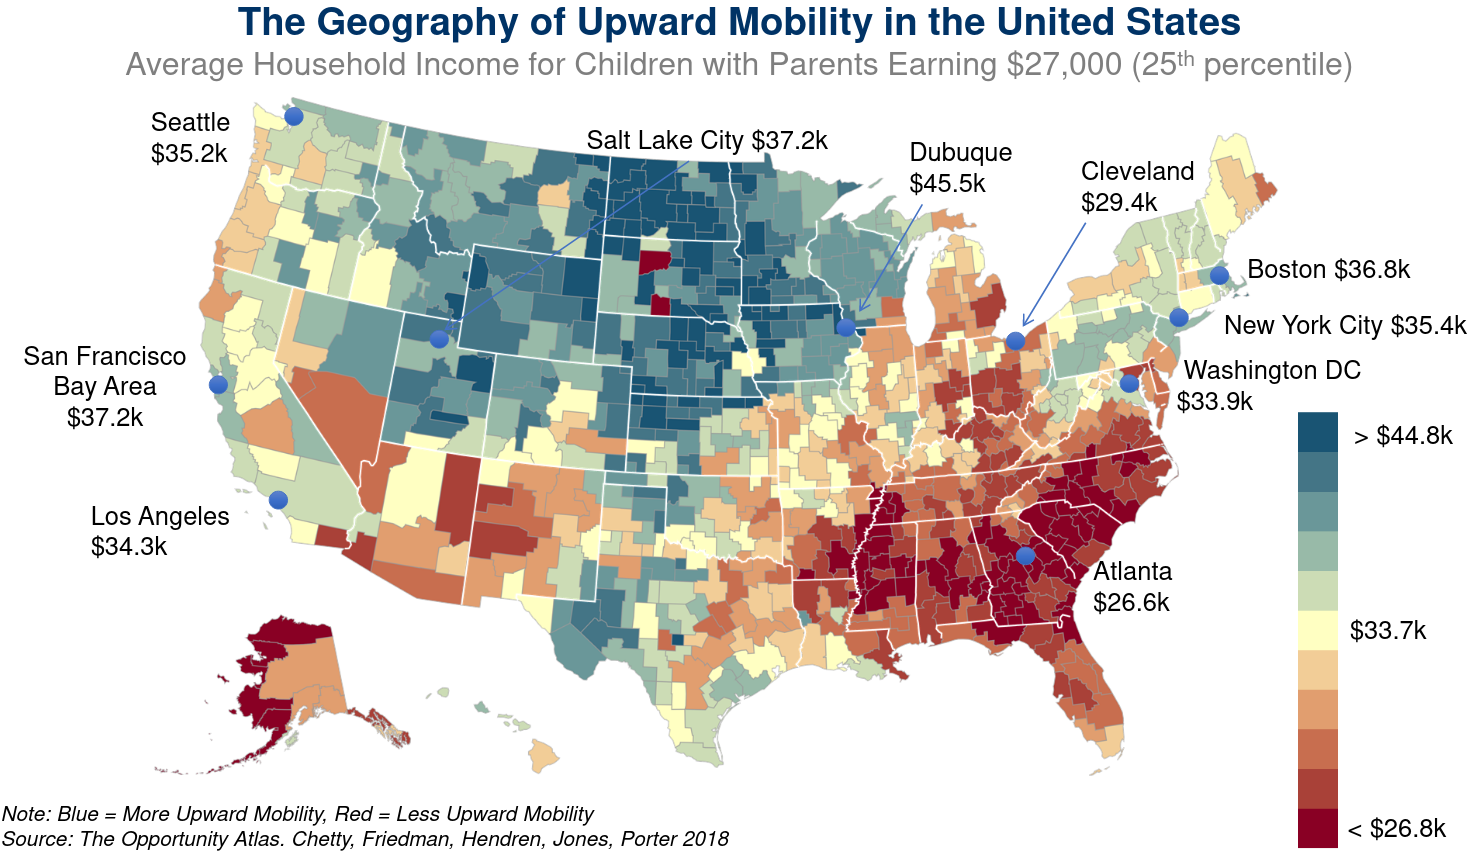 The Geography of Upward Mobility in the United States
Average Household Income for Children with Parents Earning $27,000 (25th percentile)
Seattle
$35.2k
Salt Lake City $37.2k
Dubuque
$45.5k
Cleveland
$29.4k
Boston $36.8k
New York City $35.4k
San Francisco
Bay Area
$37.2k
Washington DC
$33.9k
> $44.8k
Los Angeles
$34.3k
Atlanta
$26.6k
$33.7k
< $26.8k
Note: Blue = More Upward Mobility, Red = Less Upward Mobility
Source: The Opportunity Atlas. Chetty, Friedman, Hendren, Jones, Porter 2018